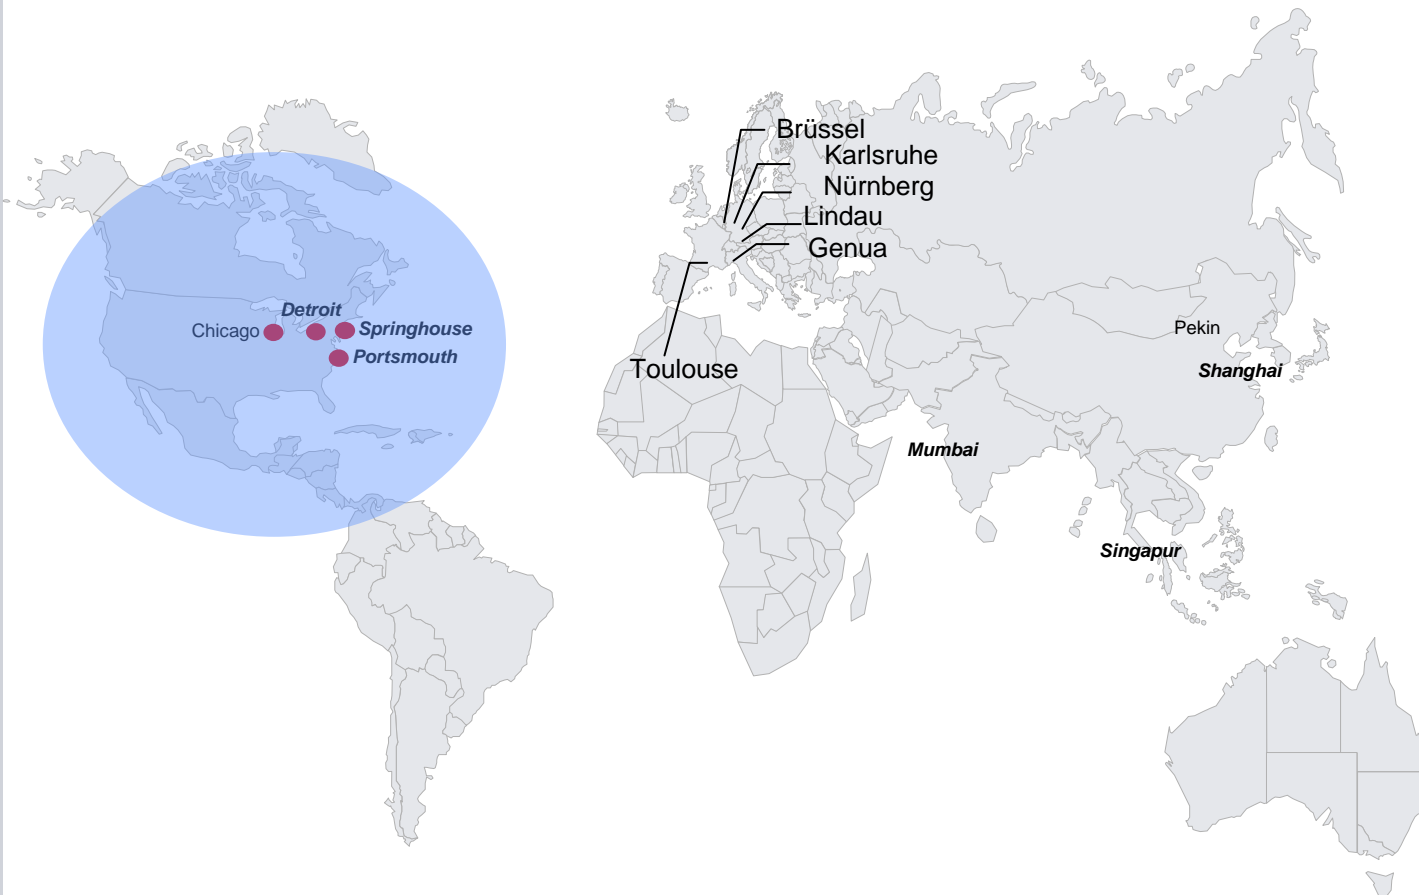 Brüssel
Karlsruhe
Nürnberg
Lindau
Genua
Toulouse
Detroit
Chicago
Springhouse
Portsmouth
Pekin
Shanghai
Mumbai
Singapur